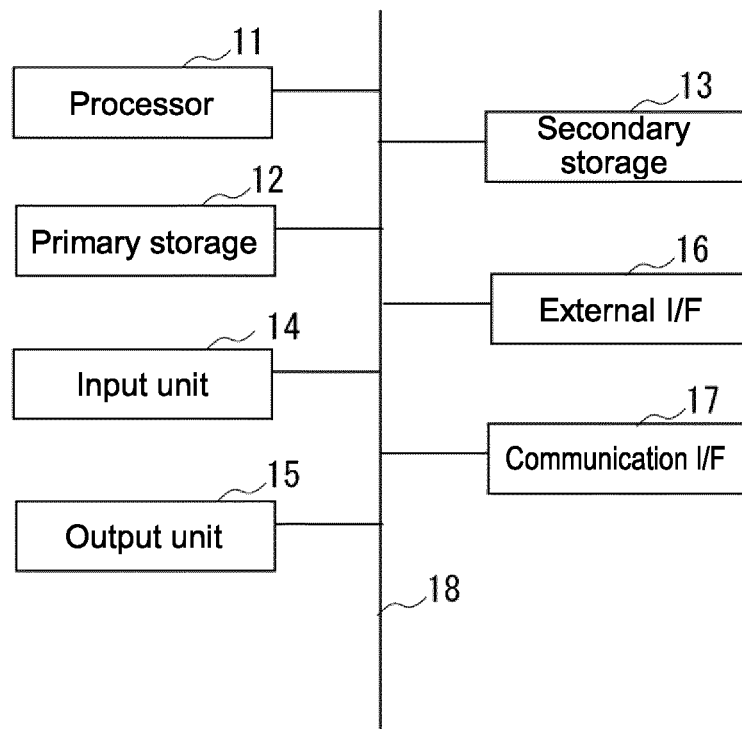 11
Processor
12
Primary storage
14
Input unit
15
Output unit
13
Secondary
storage
16
External I/F
17
Communication I/F
18